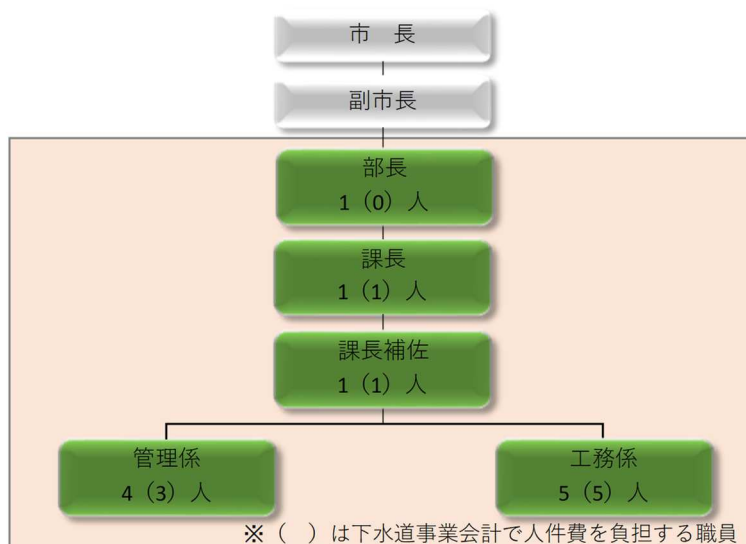 市　長
副市長
部長
1（0）人
課長
1（1）人
課長補佐
1（1）人
管理係
4（3）人
工務係
5（5）人
※（　）は下水道事業会計で人件費を負担する職員